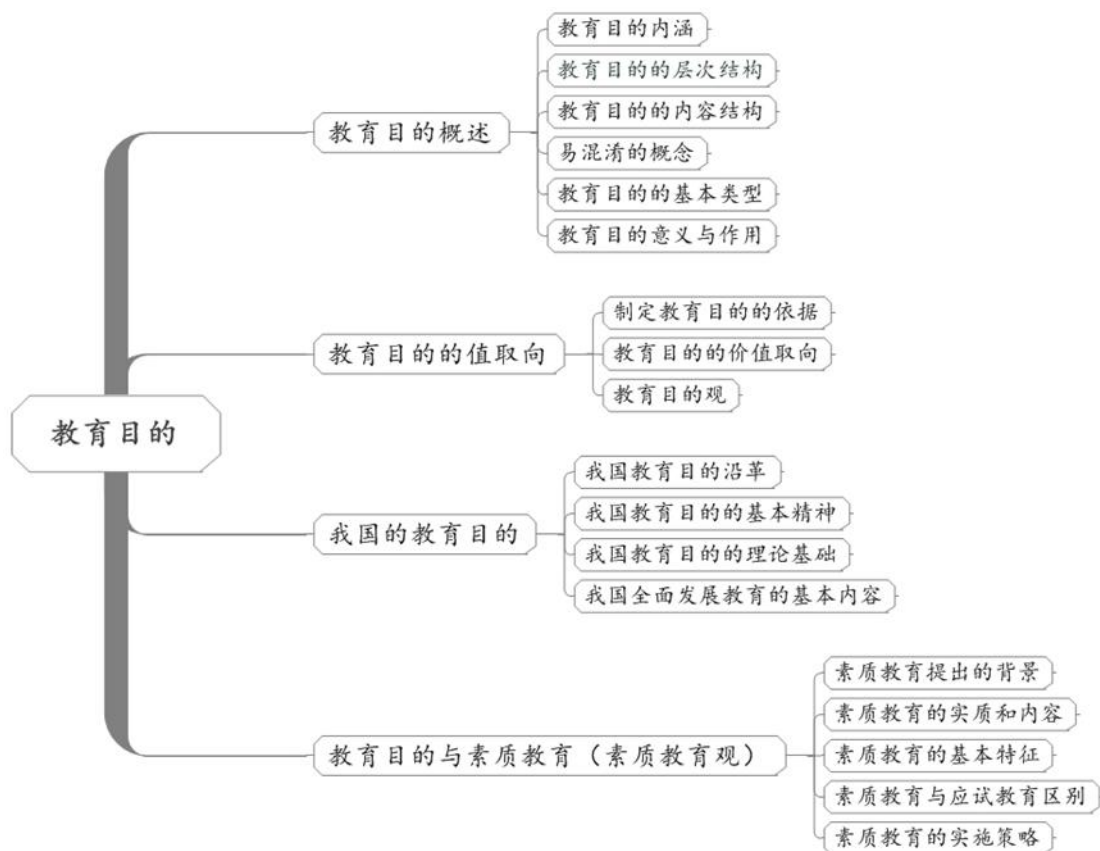 教育目的
教育目的概述
教育目的内涵
教育目的的层次结构
教育目的的内容结构
易混淆的概念
教育目的的基本类型
教育目的意义与作用
教育目的的值取向
制定教育目的的依据
教育目的的价值取向
教育目的观
我国的教育目的
我国教育目的沿革
我国教育目的的基本精神
我国教育目的的理论基础
我国全面发展教育的基本内容
教育目的与素质教育（素质教育观）
素质教育提出的背景
素质教育的实质和内容
素质教育的基本特征
素质教育与应试教育区别
素质教育的实施策略